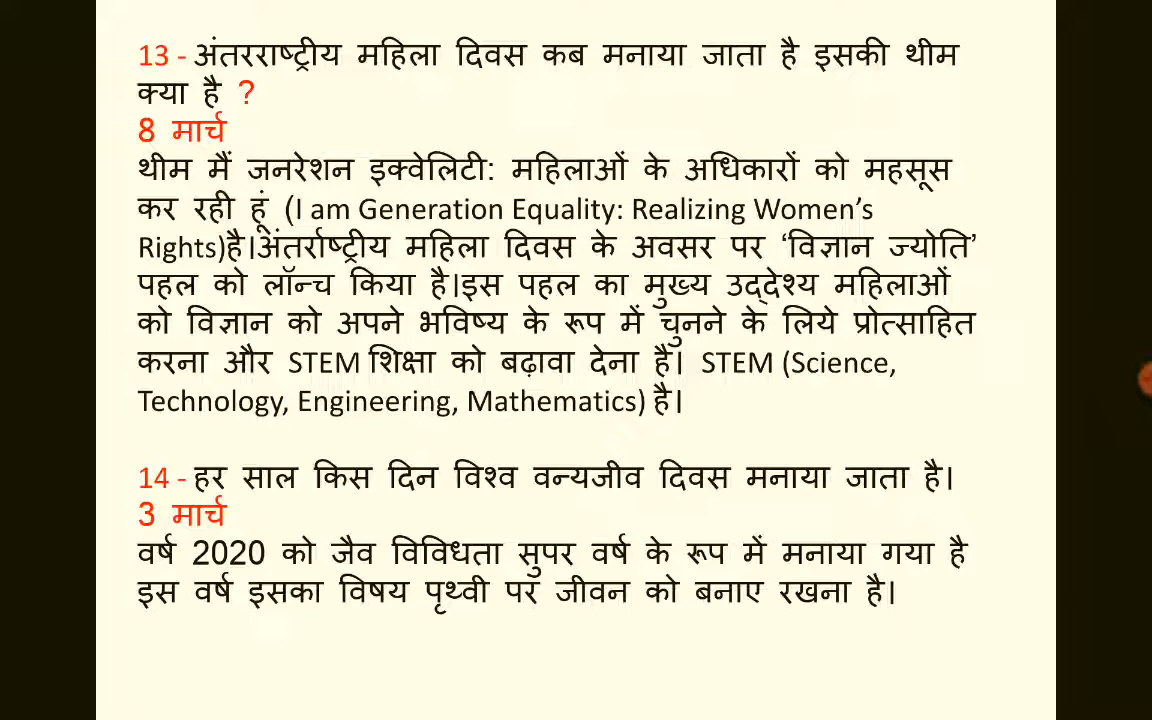 13 - अंतरराष्ट्रीय महिला दिवस कब मनाया जाता है इसकी थीम
क्या है ?
8 मार्च
थीम मैं जनरेशन इक्वेलिटी: महिलाओं के अधिकारों को महसूस
कर रही हूं (I am Generation Equality: Realizing Women’s
Rights)है।अंतर्राष्ट्रीय महिला दिवस के अवसर पर ‘विज्ञान ज्योति’
पहल को लॉन्च किया है।इस पहल का मुख्य उद्देश्य महिलाओं
को विज्ञान को अपने भविष्य के रूप में चुनने के लिये प्रोत्साहित
करना और STEM शिक्षा को बढ़ावा देना है। STEM (Science,
Technology, Engineering, Mathematics) है।
14 - हर साल किस दिन विश्व वन्यजीव दिवस मनाया जाता है।
3 मार्च
वर्ष 2020 को जैव विविधता सुपर वर्ष के रूप में मनाया गया है
इस वर्ष इसका विषय पृथ्वी पर जीवन को बनाए रखना है।